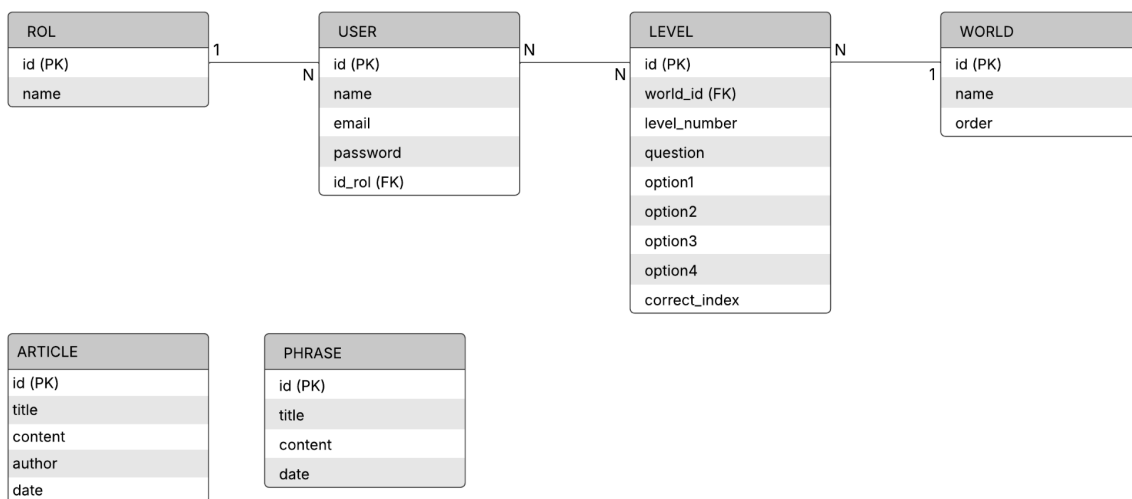 ROL
id (PK)
name
1
N
USER
id (PK)
name
email
password
id_rol (FK)
N
N
LEVEL
id (PK)
world_id (FK)
level_number
question
option1
option2
option3
option4
correct_index
N
1
WORLD
id (PK)
name
order
ARTICLE
id (PK)
title
content
author
date
PHRASE
id (PK)
title
content
date